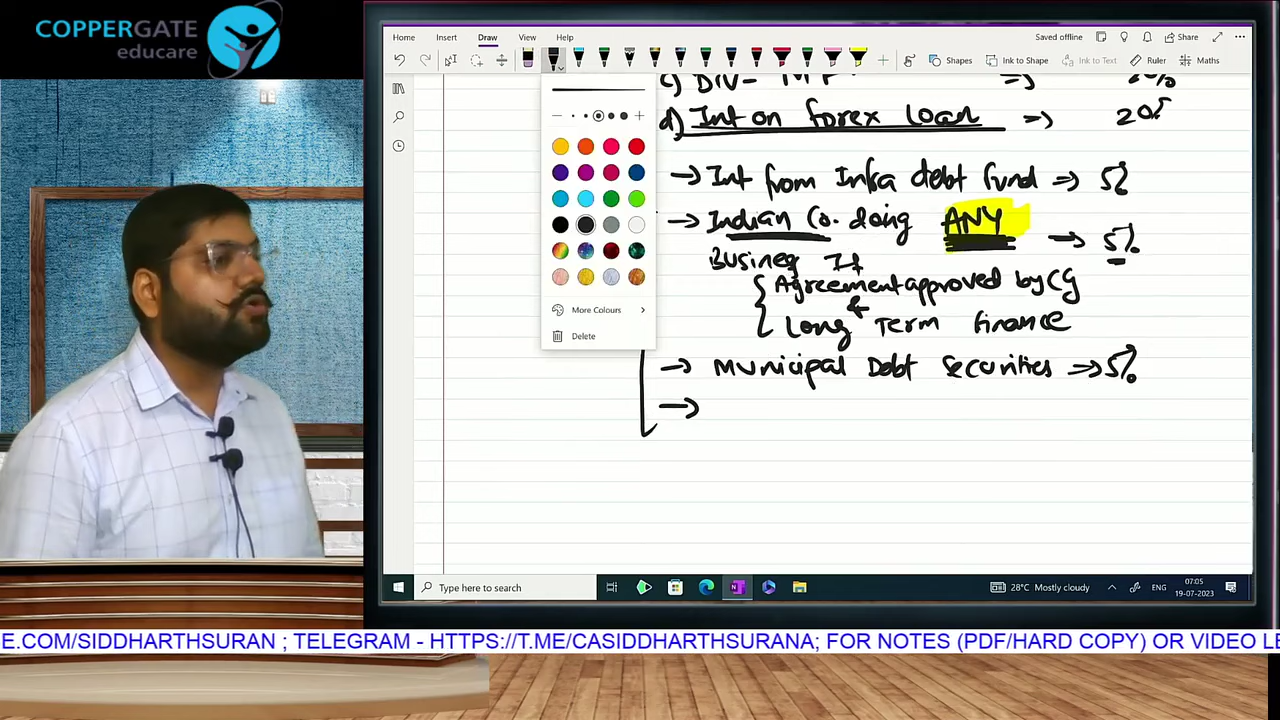 COPPERGATE
educare
Home Insert Draw View Help
Saved offline
Share
Shapes
Ink to Shape
Ink to Text
Ruler
Maths
c) DIV - MF => 20%
d) Int on forex loan => 20%
→ Int from Infra debt fund => 5%
→ Indian Co. doing ANY → 5%
Business If
Agreement approved by CG
&
Long Term finance
→ Municipal Debt Securities => 5%
→
More Colours
Delete
Type here to search
28°C Mostly cloudy
ENG
07:05
19-07-2023
E.COM/SIDDHARTHSURAN ; TELEGRAM - HTTPS://T.ME/CASIDDHARTHSURANA; FOR NOTES (PDF/HARD COPY) OR VIDEO LE